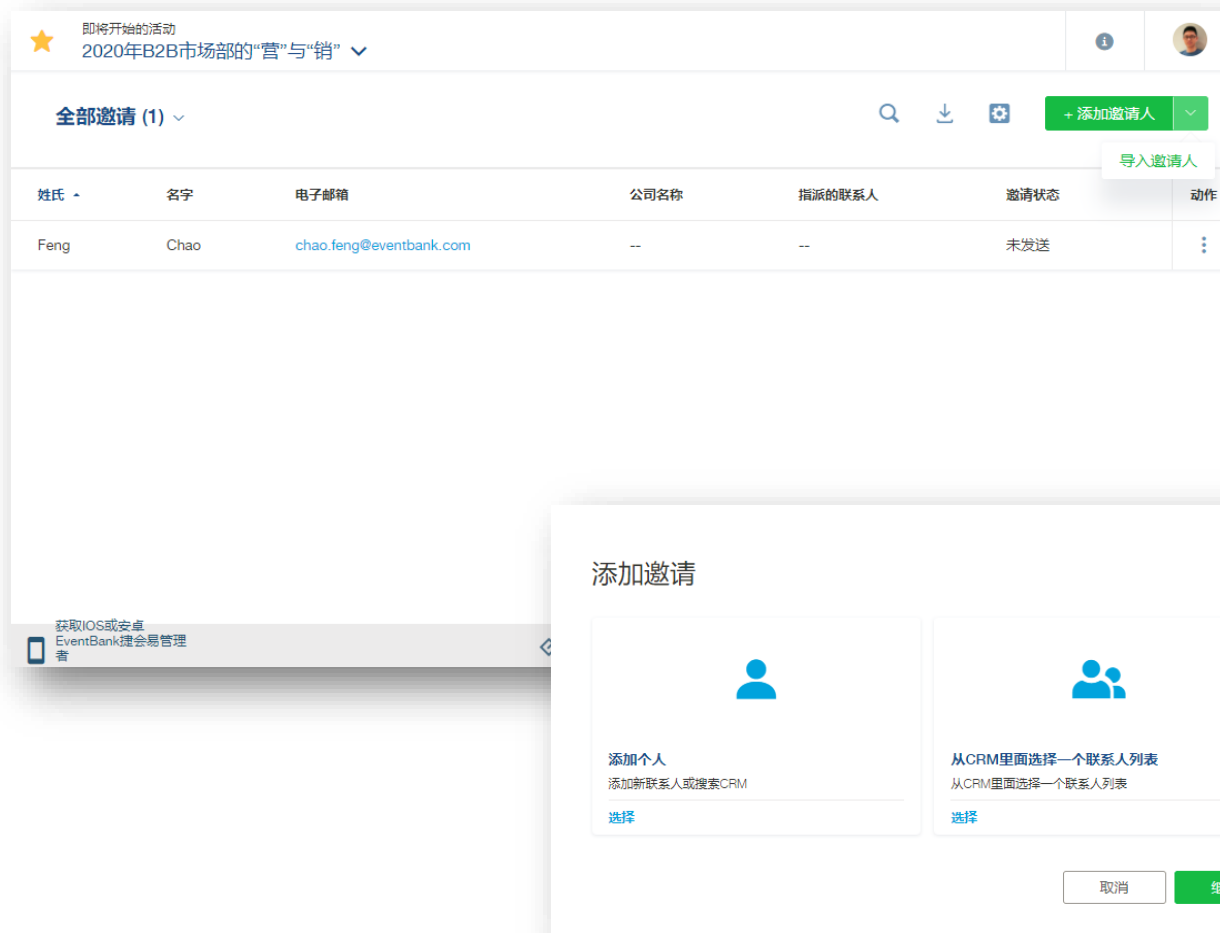 即将开始的活动
2020年B2B市场部的“营”与“销”
全部邀请 (1)
+ 添加邀请人
导入邀请人
姓氏 名字 电子邮箱 公司名称 指派的联系人 邀请状态 动作
Feng Chao chao.feng@eventbank.com -- -- 未发送
获取IOS或安卓
EventBank捷会易管理
者
添加邀请
添加个人 从CRM里面选择一个联系人列表
添加新联系人或搜索CRM 从CRM里面选择一个联系人列表
选择 选择
取消